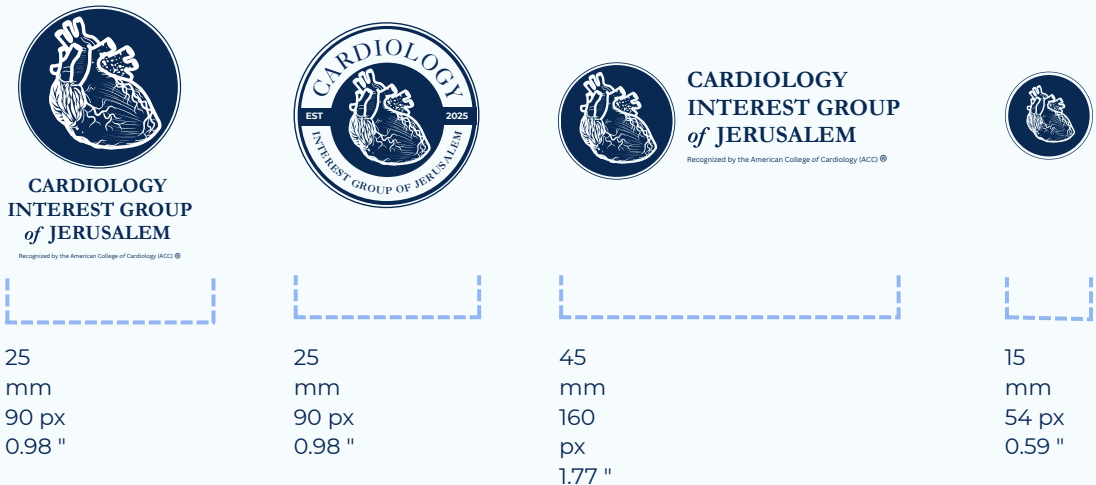 CARDIOLOGY
INTEREST GROUP
of JERUSALEM
Recognized by the American College of Cardiology (ACC) ®
CARDIOLOGY
EST 2025
INTEREST GROUP OF JERUSALEM
CARDIOLOGY
INTEREST GROUP
of JERUSALEM
Recognized by the American College of Cardiology (ACC) ®
25
mm
90 px
0.98 "
25
mm
90 px
0.98 "
45
mm
160
px
1.77 "
15
mm
54 px
0.59 "